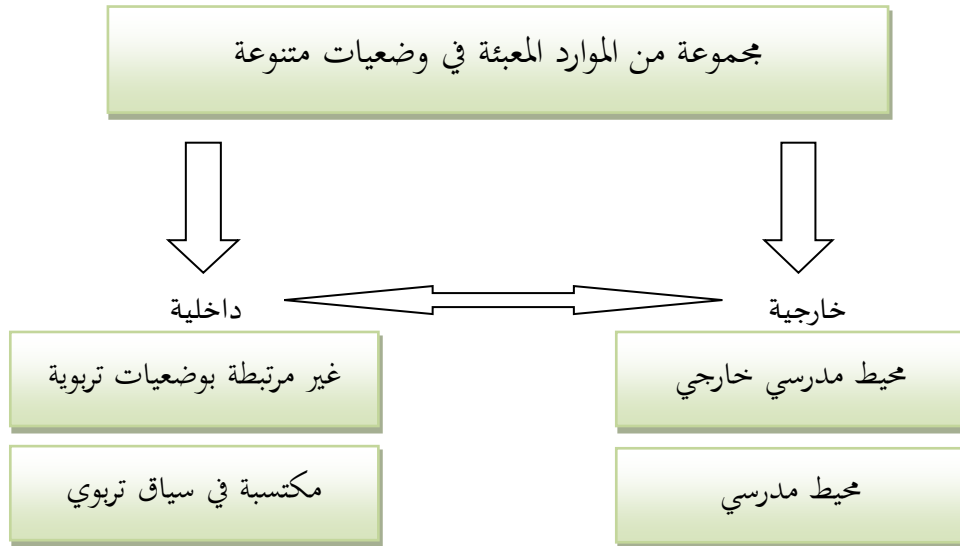 مجموعة من الموارد المعبئة في وضعيات متنوعة
خارجية
داخلية
محيط مدرسي خارجي
غير مرتبطة بوضعيات تربوية
محيط مدرسي
مكتسبة في سياق تربوي